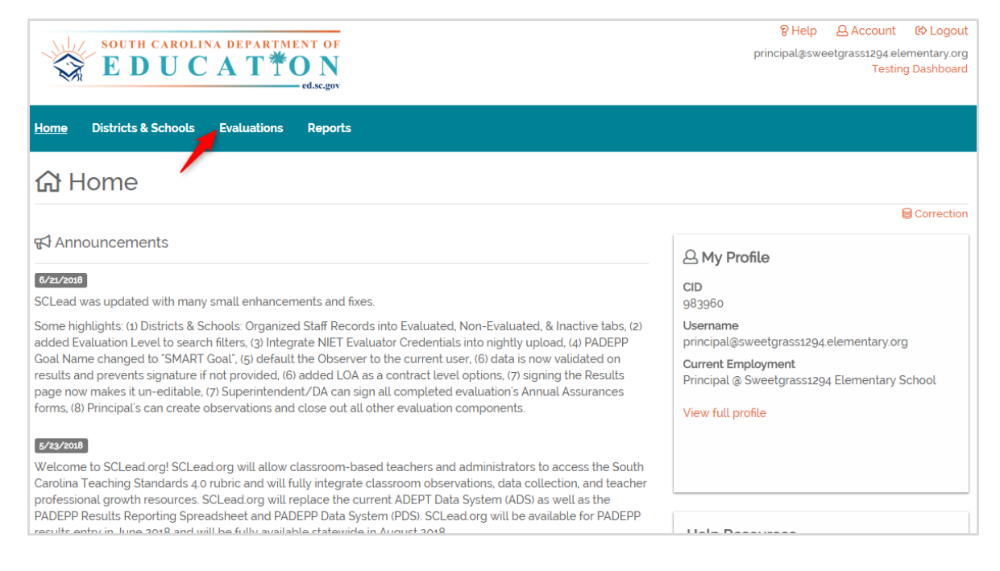 SOUTH CAROLINA DEPARTMENT OF
EDUCATION
ed.sc.gov
Help Account Logout
principal@sweetgrass1294.elementary.org
Testing Dashboard
Home Districts & Schools Evaluations Reports
Home
Correction
Announcements
6/21/2018
SCLead was updated with many small enhancements and fixes.
Some highlights: (1) Districts & Schools: Organized Staff Records into Evaluated, Non-Evaluated, & Inactive tabs, (2)
added Evaluation Level to search filters, (3) Integrate NIET Evaluator Credentials into nightly upload, (4) PADEPP
Goal Name changed to "SMART Goal", (5) default the Observer to the current user, (6) data is now validated on
results and prevents signature if not provided, (6) added LOA as a contract level options, (7) signing the Results
page now makes it un-editable, (7) Superintendent/DA can sign all completed evaluation's Annual Assurances
forms, (8) Principal's can create observations and close out all other evaluation components.
5/23/2018
Welcome to SCLead.org! SCLead.org will allow classroom-based teachers and administrators to access the South
Carolina Teaching Standards 4.0 rubric and will fully integrate classroom observations, data collection, and teacher
professional growth resources. SCLead.org will replace the current ADEPT Data System (ADS) as well as the
PADEPP Results Reporting Spreadsheet and PADEPP Data System (PDS). SCLead.org will be available for PADEPP
results entry in June 2018 and will be fully available statewide in August 2018.
My Profile
CID
983960
Username
principal@sweetgrass1294.elementary.org
Current Employment
Principal @ Sweetgrass1294 Elementary School
View full profile
Help Resources